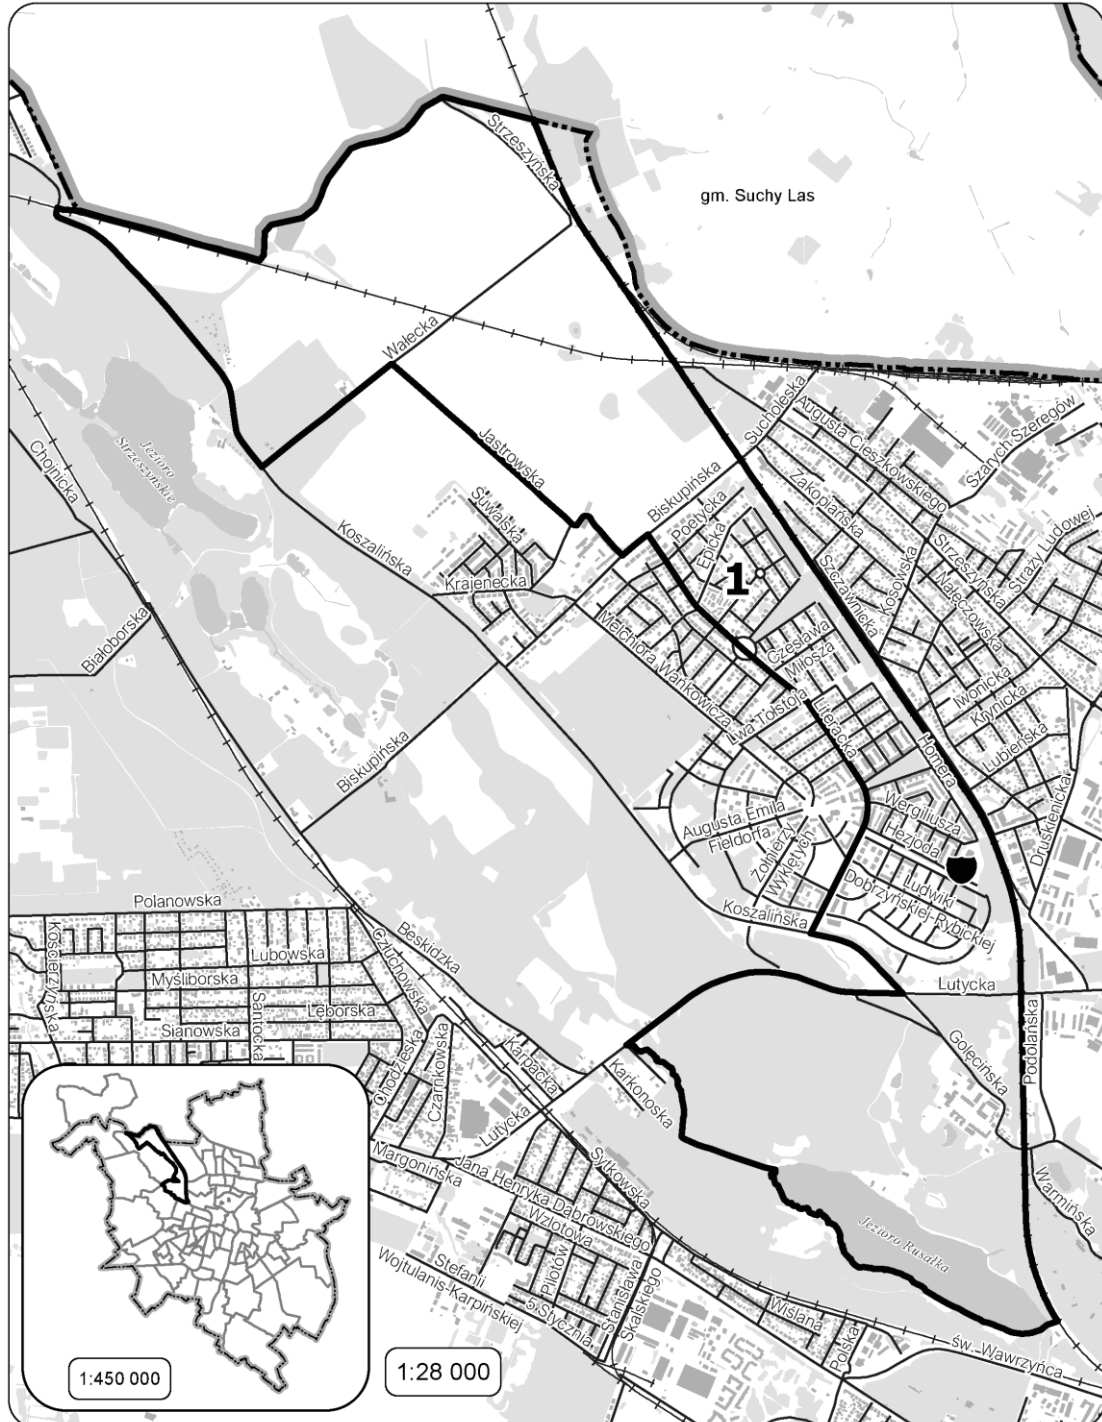 Strzeszyńska
gm. Suchy Las
Wałecka
Sucholeska
Augusta Cieszkowskiego
Szarych Szeregów
Jezioro
Strzeszyńskie
Chojnicka
Jastrowska
Suwalska
Biskupińska
Poetycka
Epicka
Zakopiańska
Strzeszyńska
Straży Ludowej
Koszalińska
Krajenecka
1
Szczawnicka
Kosowska
Nałęczowska
Białoborska
Melchiora Wańkowicza
Czesława
Miłosza
Iwonicka
Krynicka
Lwa Tołstoja
Literacka
Lubieńska
Biskupińska
Homera
Druskienicka
Augusta Emila
Fieldorfa
Żołnierzy
Wyklętych
Wergiliusza
Hezjoda
Ludwiki
Dobrzyńskiej-Rybickiej
Polanowska
Koszalińska
Kościerzyńska
Lubowska
Człuchowska
Beskidzka
Myśliborska
Santocka
Lęborska
Sianowska
Lutycka
Podolańska
Golęcińska
Chodzieska
Czarnkowska
Karpacka
Karkonoska
Lutycka
Margonińska
Jana Henryka Dąbrowskiego
Sytkowska
Warmińska
Wzlotowa
Pilotów
Stefanii
Wojtulanis-Karpińskiej
5 Stycznia
Stanisława
Skalskiego
Jezioro Rusałka
Wiślana
Polska
św. Wawrzyńca
1:450 000
1:28 000